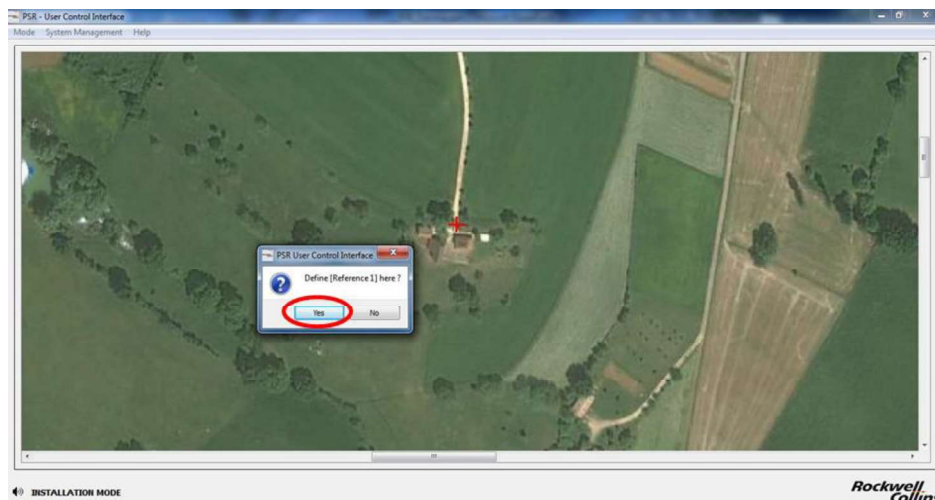 PSR - User Control Interface
Mode System Management Help
PSR User Control Interface
Define [Reference 1] here ?
Yes No
INSTALLATION MODE
Rockwell
Collin